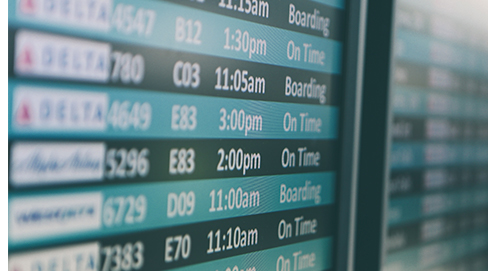 11:15am Boarding
DELTA 4547 B12 1:30pm On Time
DELTA 780 C03 11:05am Boarding
DELTA 4649 E83 3:00pm On Time
5296 E83 2:00pm On Time
6729 D09 11:00am Boarding
DELTA 7383 E70 11:10am On Time
On Time